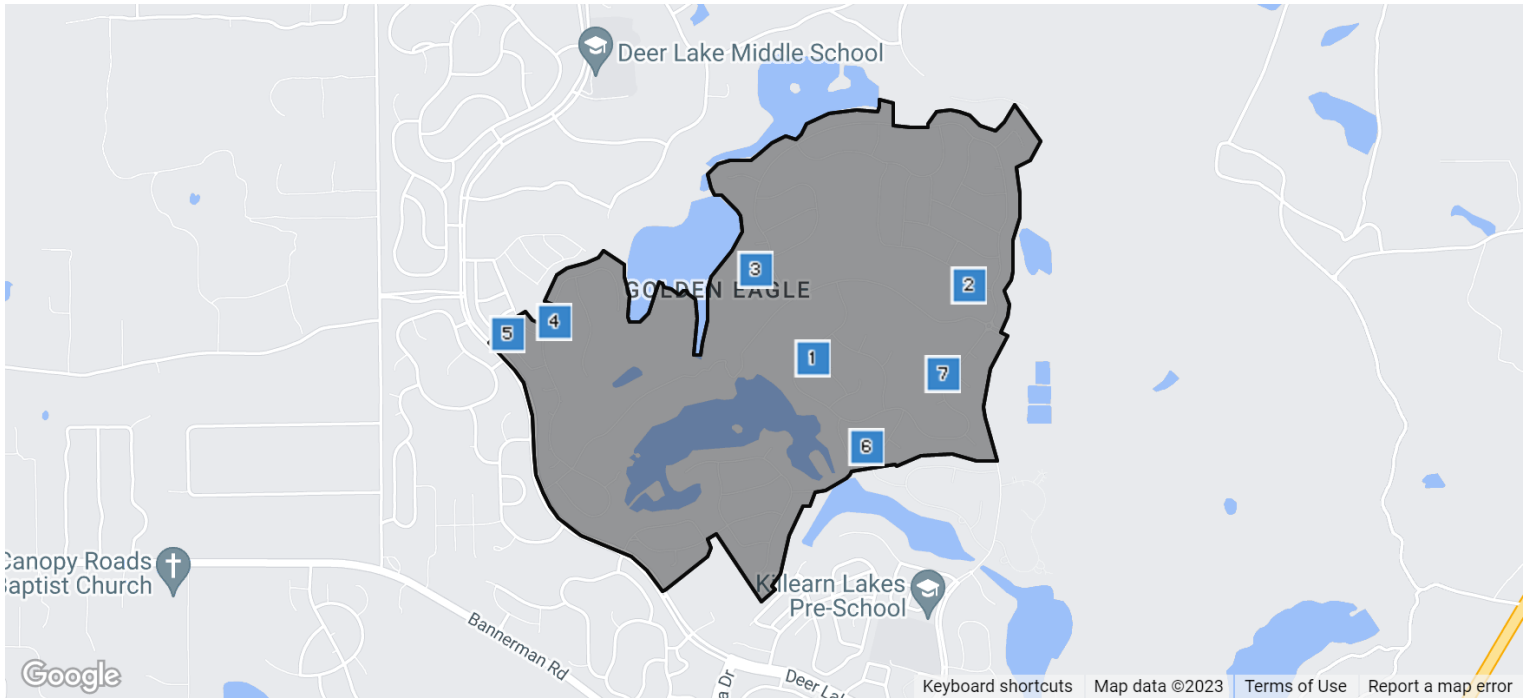 Deer Lake Middle School
3
2
GOLDEN EAGLE
4
5
1
7
6
Canopy Roads
Baptist Church
Killearn Lakes
Pre-School
Bannerman Rd
Deer La
a Dr
Google
Keyboard shortcuts
Map data ©2023
Terms of Use
Report a map error